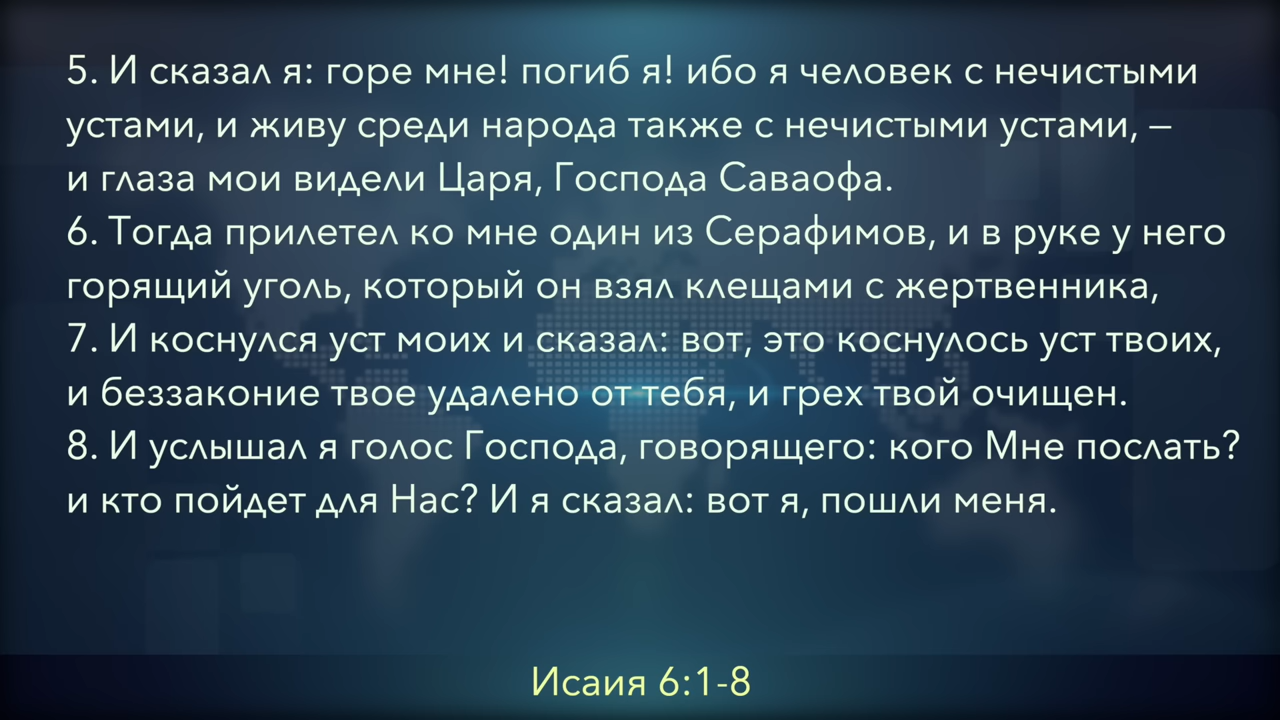 5. И сказал я: горе мне! погиб я! ибо я человек с нечистыми
устами, и живу среди народа также с нечистыми устами, –
и глаза мои видели Царя, Господа Саваофа.
6. Тогда прилетел ко мне один из Серафимов, и в руке у него
горящий уголь, который он взял клещами с жертвенника,
7. И коснулся уст моих и сказал: вот, это коснулось уст твоих,
и беззаконие твое удалено от тебя, и грех твой очищен.
8. И услышал я голос Господа, говорящего: кого Мне послать?
и кто пойдет для Нас? И я сказал: вот я, пошли меня.
Исаия 6:1-8